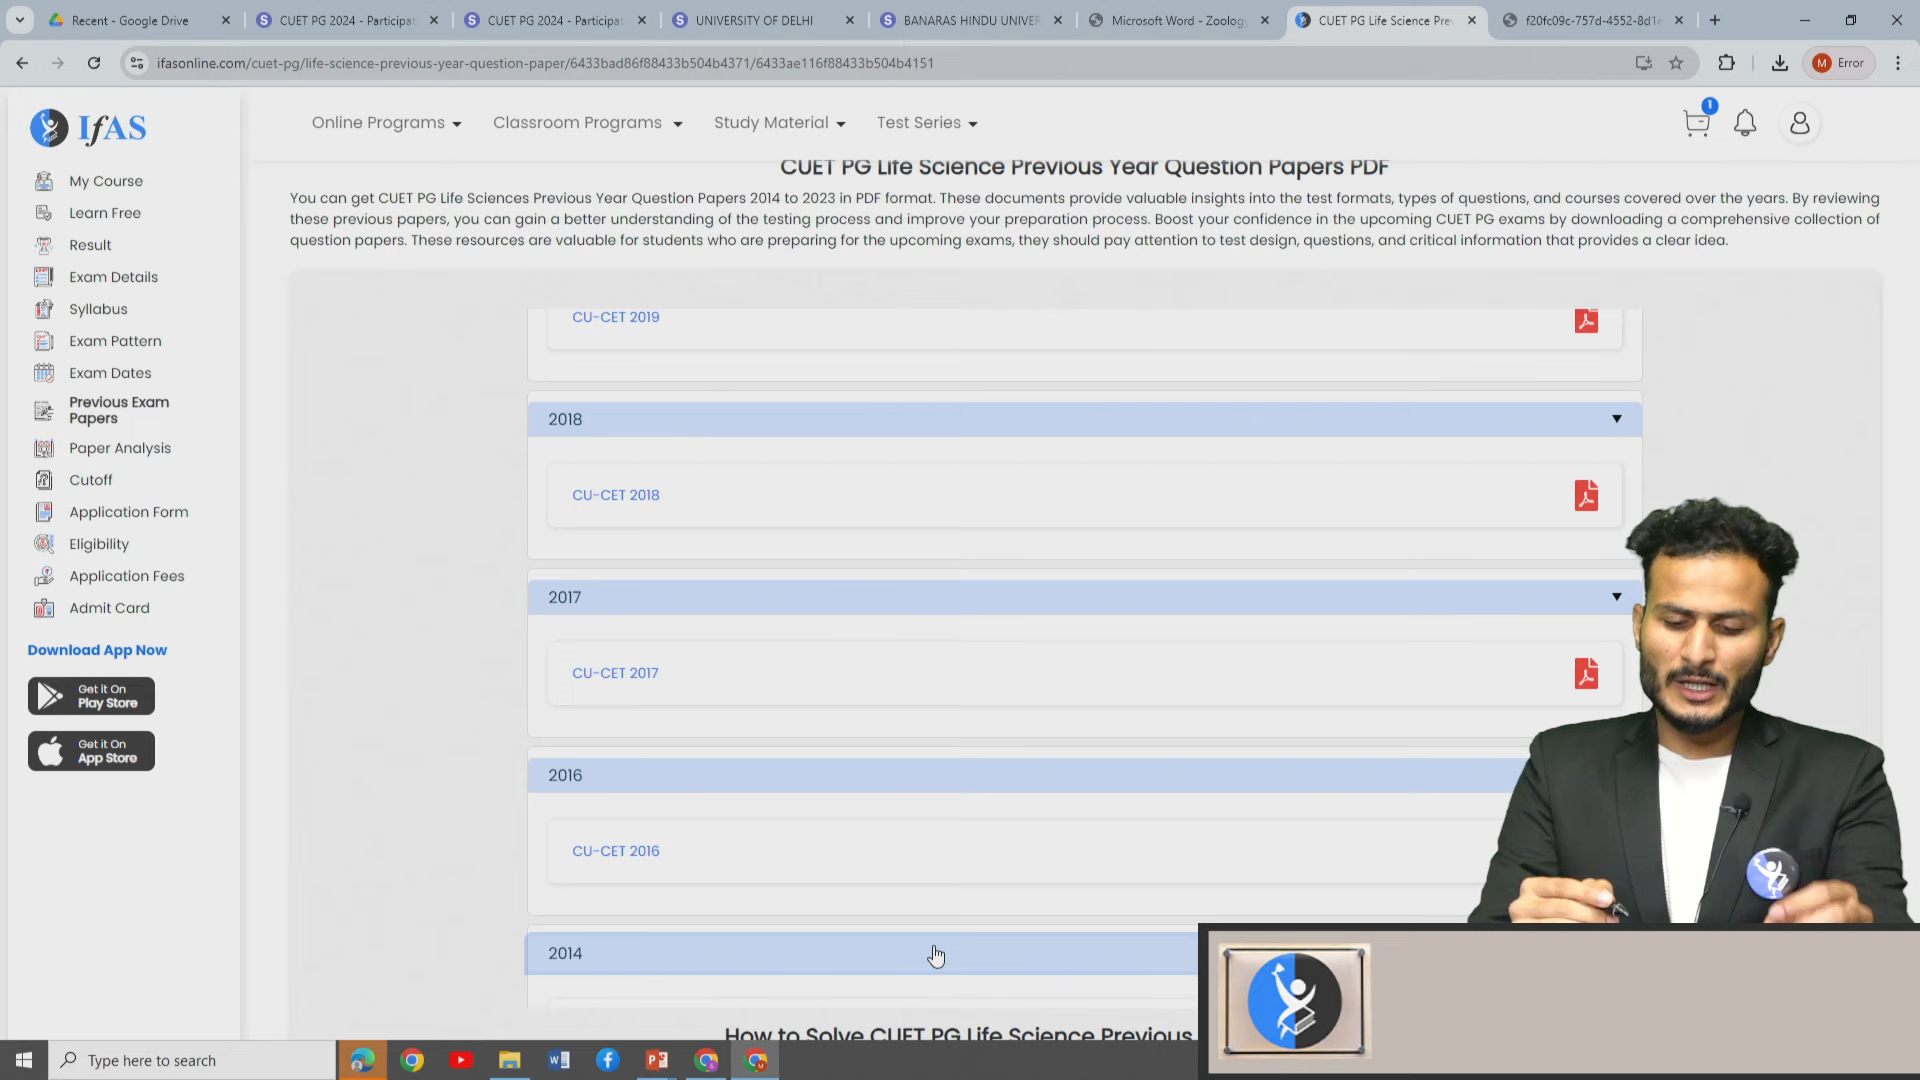 Recent - Google Drive
CUET PG 2024 - Participat
CUET PG 2024 - Participat
UNIVERSITY OF DELHI
BANARAS HINDU UNIVER
Microsoft Word - Zoology
CUET PG Life Science Prev
f20fc09c-757d-4552-8d1e
ifasonline.com/cuet-pg/life-science-previous-year-question-paper/6433bad86f88433b504b4371/6433ae116f88433b504b4151
M Error
IfAS
Online Programs
Classroom Programs
Study Material
Test Series
1
My Course
Learn Free
Result
Exam Details
Syllabus
Exam Pattern
Exam Dates
Previous Exam
Papers
Paper Analysis
Cutoff
Application Form
Eligibility
Application Fees
Admit Card
Download App Now
Get it On
Play Store
Get it On
App Store
CUET PG Life Science Previous Year Question Papers PDF
You can get CUET PG Life Sciences Previous Year Question Papers 2014 to 2023 in PDF format. These documents provide valuable insights into the test formats, types of questions, and courses covered over the years. By reviewing
these previous papers, you can gain a better understanding of the testing process and improve your preparation process. Boost your confidence in the upcoming CUET PG exams by downloading a comprehensive collection of
question papers. These resources are valuable for students who are preparing for the upcoming exams, they should pay attention to test design, questions, and critical information that provides a clear idea.
CU-CET 2019
2018
CU-CET 2018
2017
CU-CET 2017
2016
CU-CET 2016
2014
How to Solve CUET PG Life Science Previous
Type here to search